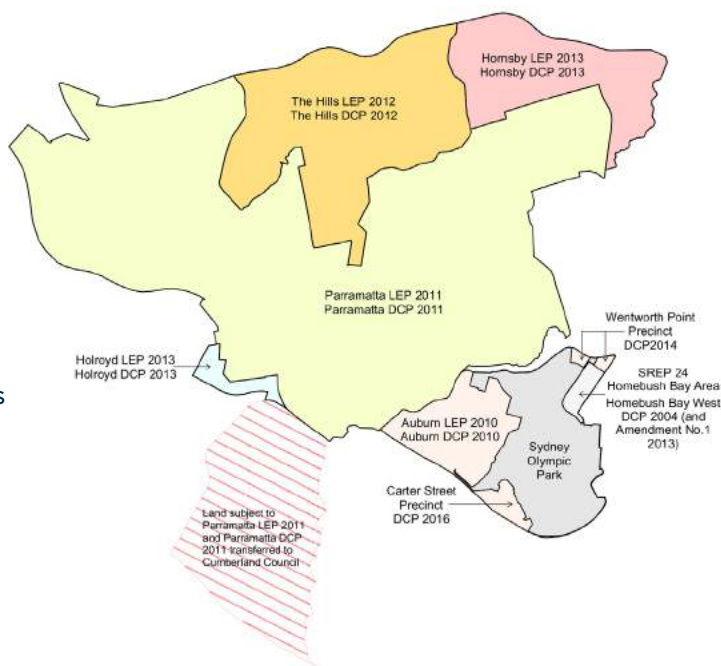 Hornsby LEP 2013
Hornsby DCP 2013
The Hills LEP 2012
The Hills DCP 2012
Parramatta LEP 2011
Parramatta DCP 2011
Wentworth Point
Precinct
DCP2014
Holroyd LEP 2013
Holroyd DCP 2013
SREP 24
Homebush Bay Area
Homebush Bay West
DCP 2004 (and
Amendment No.1
2013)
s
Auburn LEP 2010
Auburn DCP 2010
Sydney
Olympic
Park
Carter Street
Precinct
DCP 2016
Land subject to
Parramatta LEP 2011
and Parramatta DCP
2011 transferred to
Cumberland Council